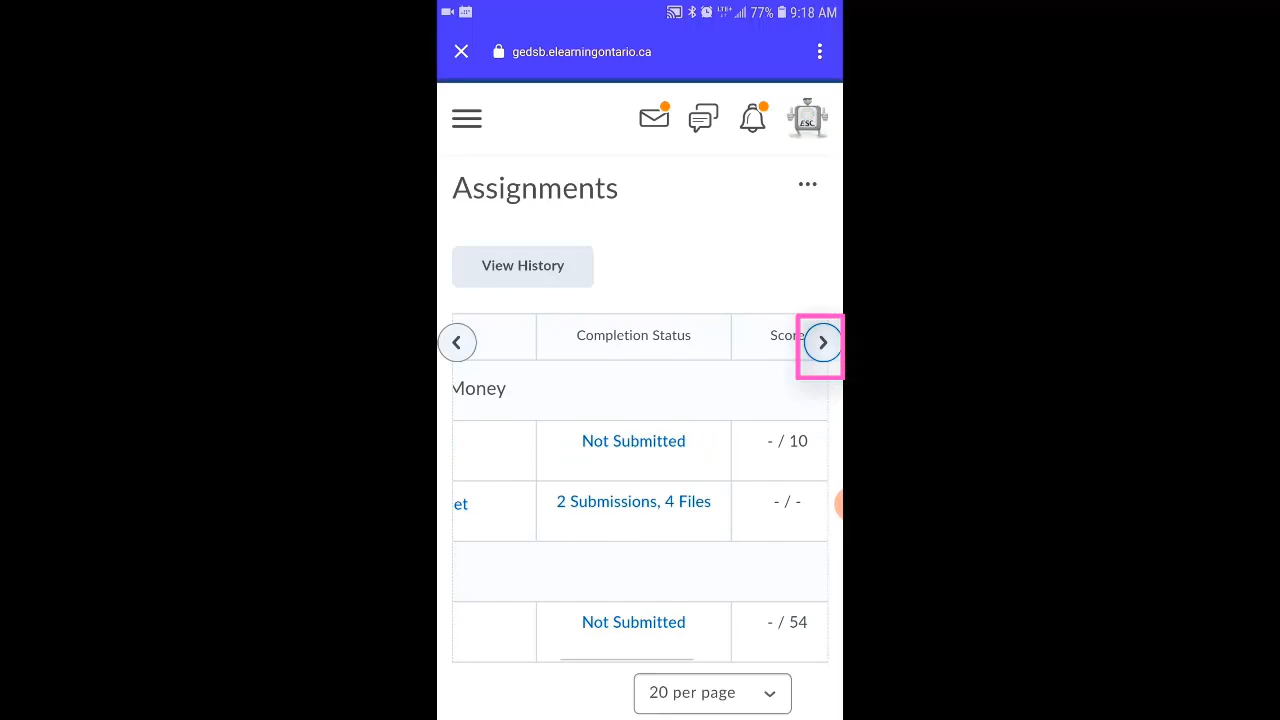 77% 9:18 AM
gedsb.elearningontario.ca
ESC
Assignments
View History
Completion Status Score
Money
Not Submitted - / 10
et 2 Submissions, 4 Files - / -
Not Submitted - / 54
20 per page